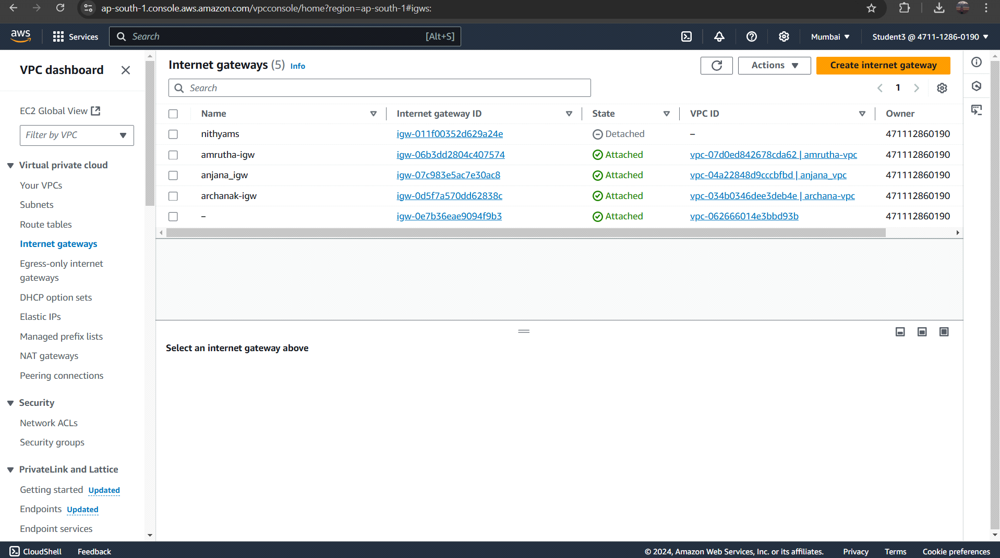 ap-south-1.console.aws.amazon.com/vpcconsole/home?region=ap-south-1#igws:
aws Services Search [Alt+S] Mumbai Student3 @ 4711-1286-0190
VPC dashboard
EC2 Global View
Filter by VPC
Virtual private cloud
Your VPCs
Subnets
Route tables
Internet gateways
Egress-only internet
gateways
DHCP option sets
Elastic IPs
Managed prefix lists
NAT gateways
Peering connections
Security
Network ACLs
Security groups
PrivateLink and Lattice
Getting started Updated
Endpoints Updated
Endpoint services
Internet gateways (5) Info
Actions Create internet gateway
Search
1
Name Internet gateway ID State VPC ID Owner
nithyams igw-011f00352d629a24e Detached – 471112860190
amrutha-igw igw-06b3dd2804c407574 Attached vpc-07d0ed842678cda62 | amrutha-vpc 471112860190
anjana_igw igw-07c983e5ac7e30ac8 Attached vpc-04a22848d9cccbfbd | anjana_vpc 471112860190
archanak-igw igw-0d5f7a570dd62838c Attached vpc-034b0346dee3deb4e | archana-vpc 471112860190
– igw-0e7b36eae9094f9b3 Attached vpc-062666014e3bbd93b 471112860190
Select an internet gateway above
CloudShell Feedback © 2024, Amazon Web Services, Inc. or its affiliates. Privacy Terms Cookie preferences